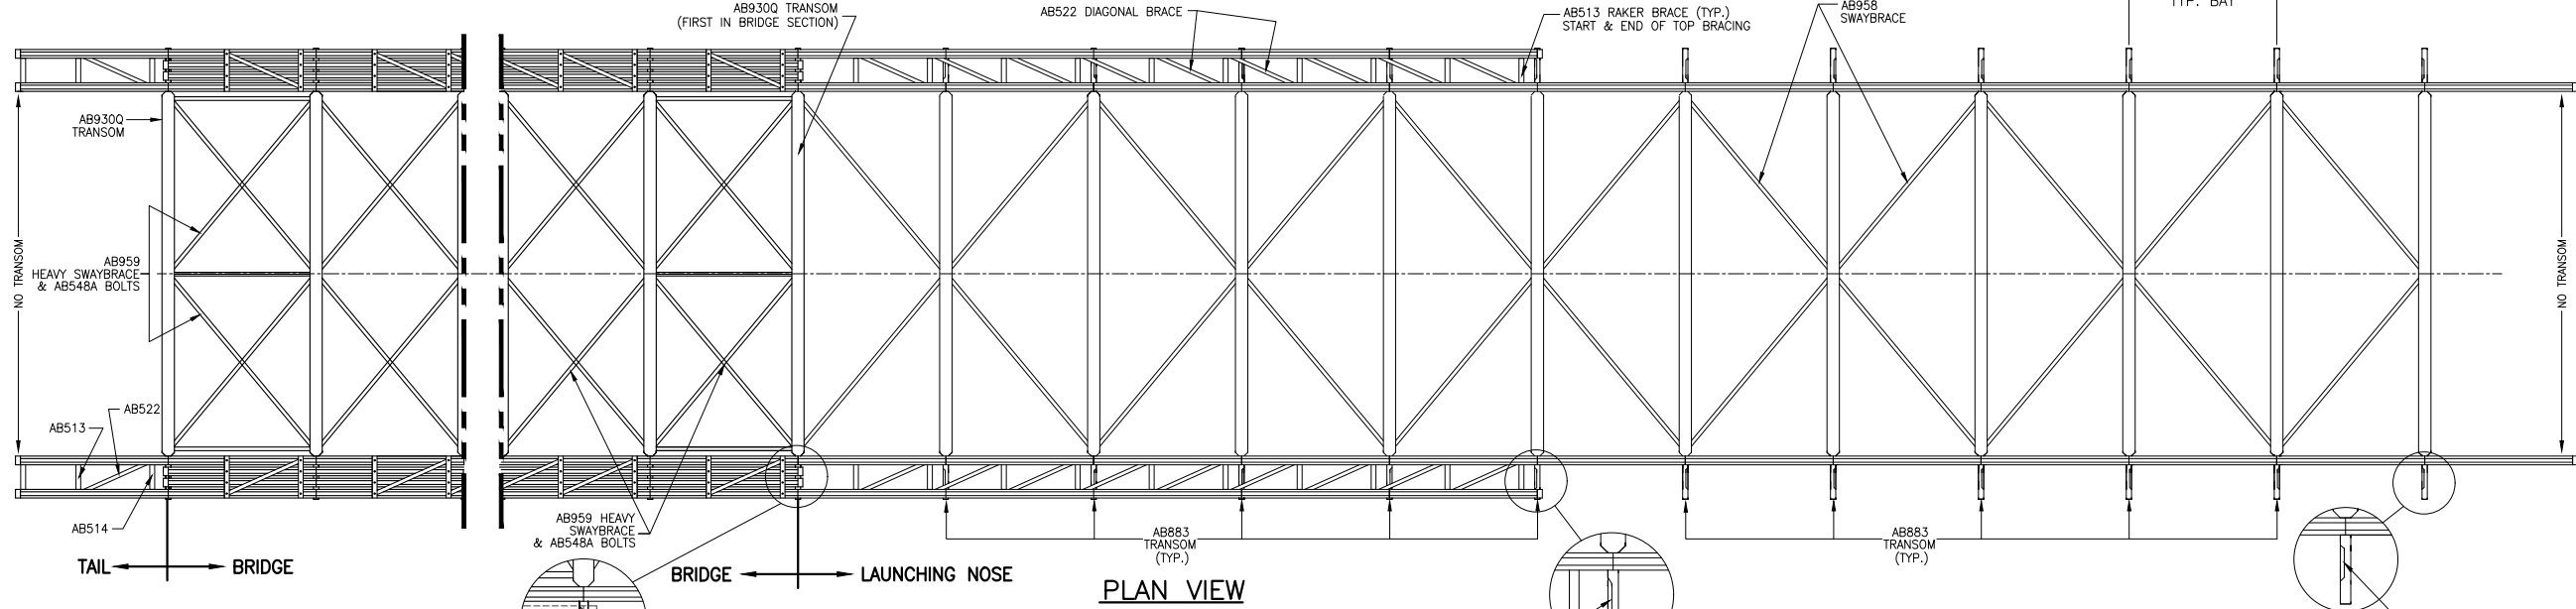 AB930Q TRANSOM
(FIRST IN BRIDGE SECTION)
AB522 DIAGONAL BRACE
AB513 RAKER BRACE (TYP.)
START & END OF TOP BRACING
AB958
SWAYBRACE
TYP. BAY
AB930Q
TRANSOM
NO TRANSOM
AB959
HEAVY SWAYBRACE
& AB548A BOLTS
NO TRANSOM
AB522
AB513
AB514
AB959 HEAVY
SWAYBRACE
& AB548A BOLTS
AB883
TRANSOM
(TYP.)
AB883
TRANSOM
(TYP.)
TAIL
BRIDGE
BRIDGE
LAUNCHING NOSE
PLAN VIEW